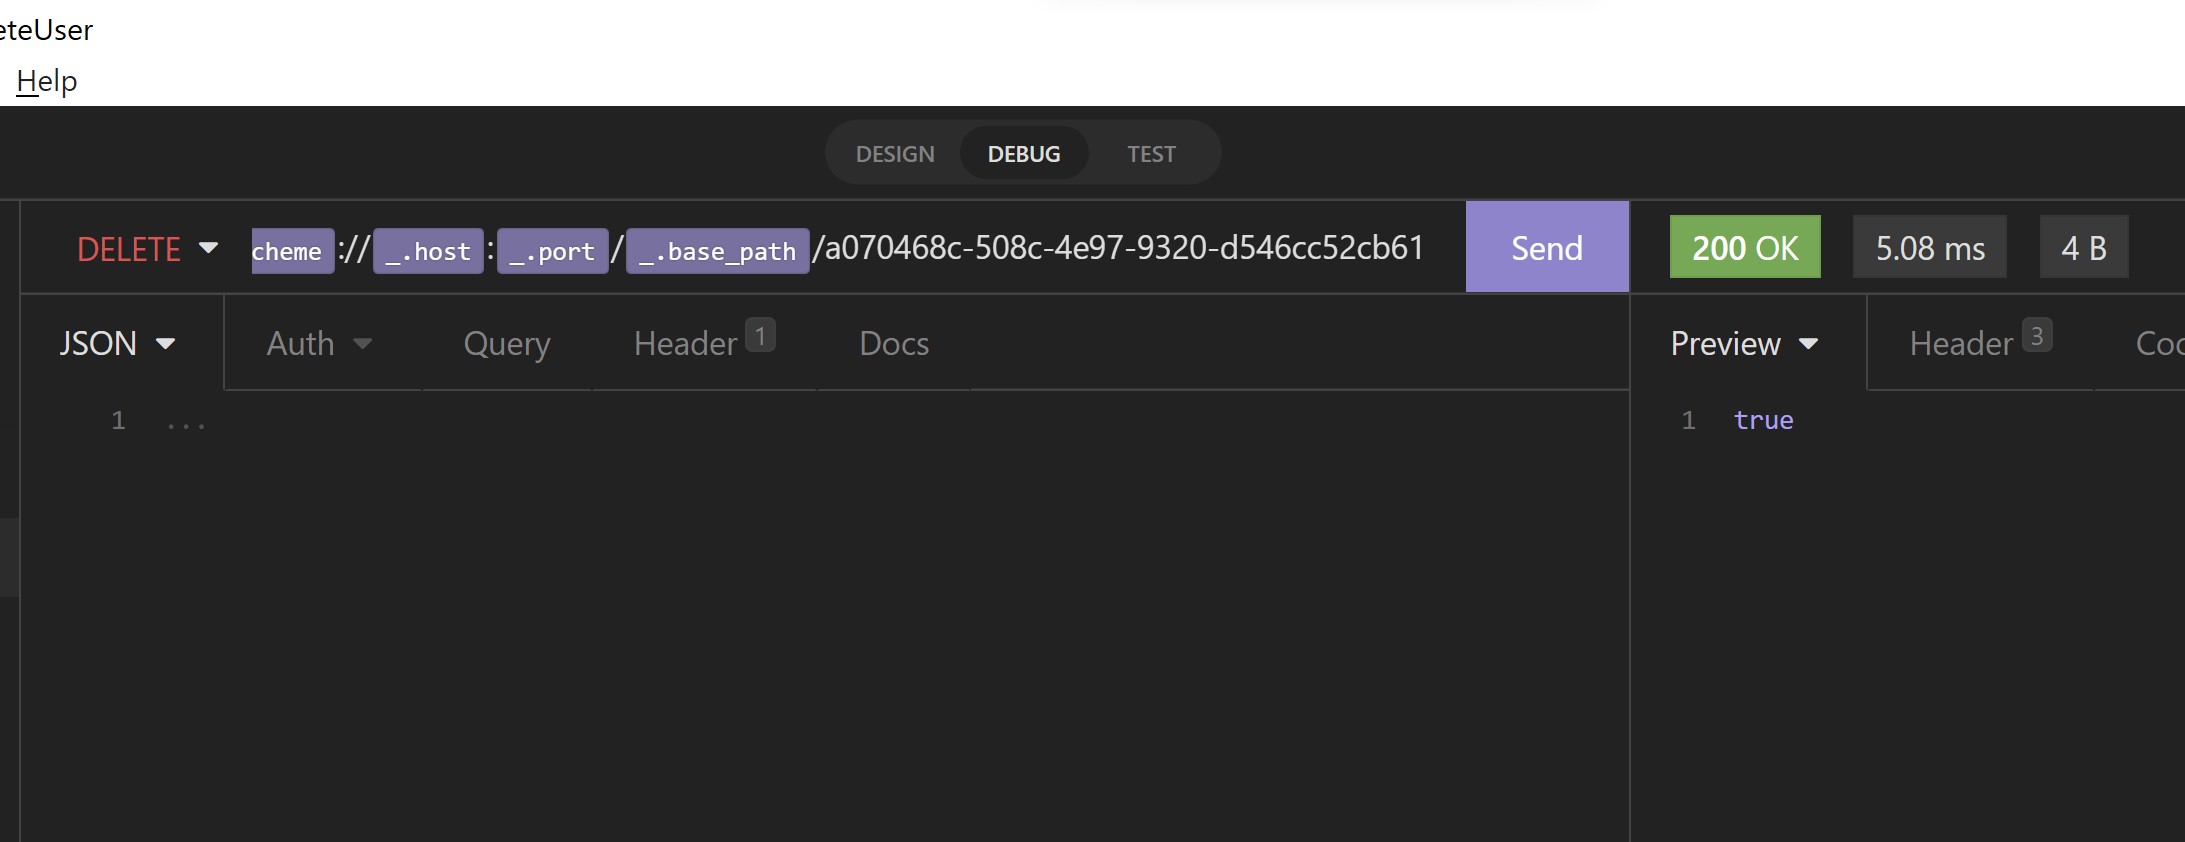 eteUser
Help
DESIGN DEBUG TEST
DELETE cheme :// _.host : _.port / _.base_path /a070468c-508c-4e97-9320-d546cc52cb61 Send 200 OK 5.08 ms 4 B
JSON Auth Query Header 1 Docs Preview Header 3 Coo
1 ... 1 true